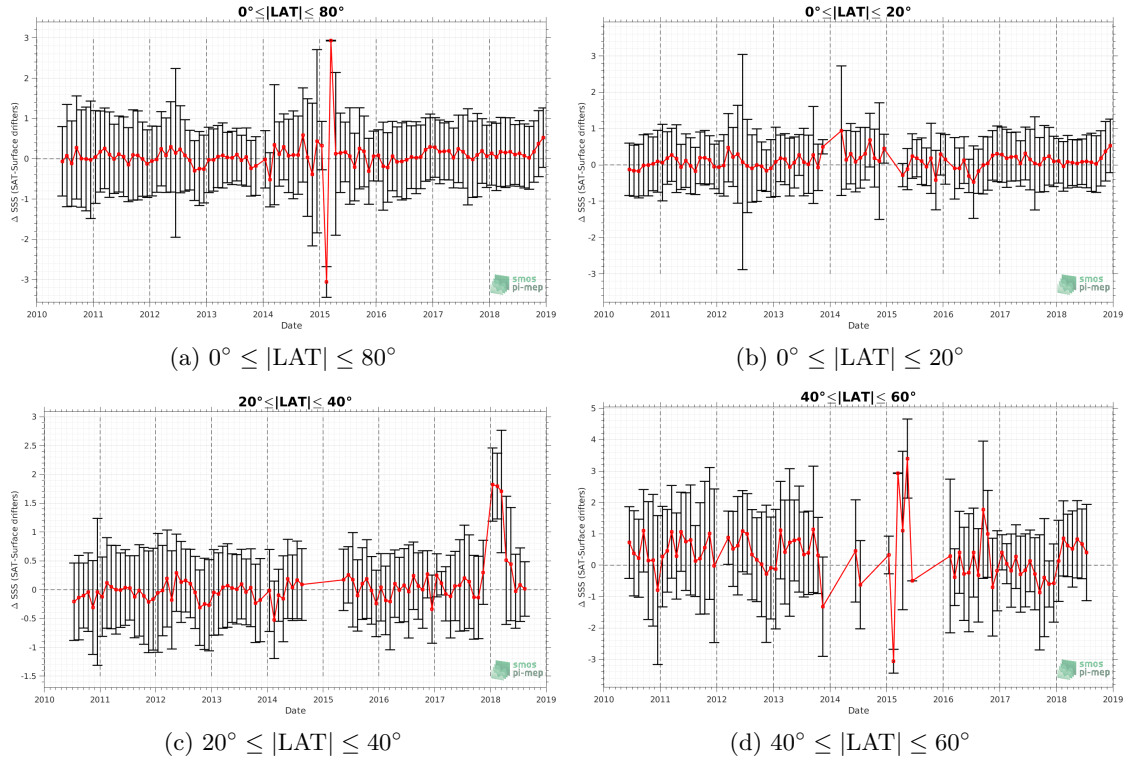 0°≤|LAT|≤ 80°
Δ SSS (SAT-Surface drifters)
3
2
1
0
-1
-2
-3
2010 2011 2012 2013 2014 2015 2016 2017 2018 2019
Date
smos
pi-mep
(a) 0° ≤ |LAT| ≤ 80°
0°≤|LAT|≤ 20°
Δ SSS (SAT-Surface drifters)
3
2
1
0
-1
-2
-3
2010 2011 2012 2013 2014 2015 2016 2017 2018 2019
Date
smos
pi-mep
(b) 0° ≤ |LAT| ≤ 20°
20°≤|LAT|≤ 40°
Δ SSS (SAT-Surface drifters)
3
2.5
2
1.5
1
0.5
0
-0.5
-1
-1.5
2010 2011 2012 2013 2014 2015 2016 2017 2018 2019
Date
smos
pi-mep
(c) 20° ≤ |LAT| ≤ 40°
40°≤|LAT|≤ 60°
Δ SSS (SAT-Surface drifters)
5
4
3
2
1
0
-1
-2
-3
2010 2011 2012 2013 2014 2015 2016 2017 2018 2019
Date
smos
pi-mep
(d) 40° ≤ |LAT| ≤ 60°